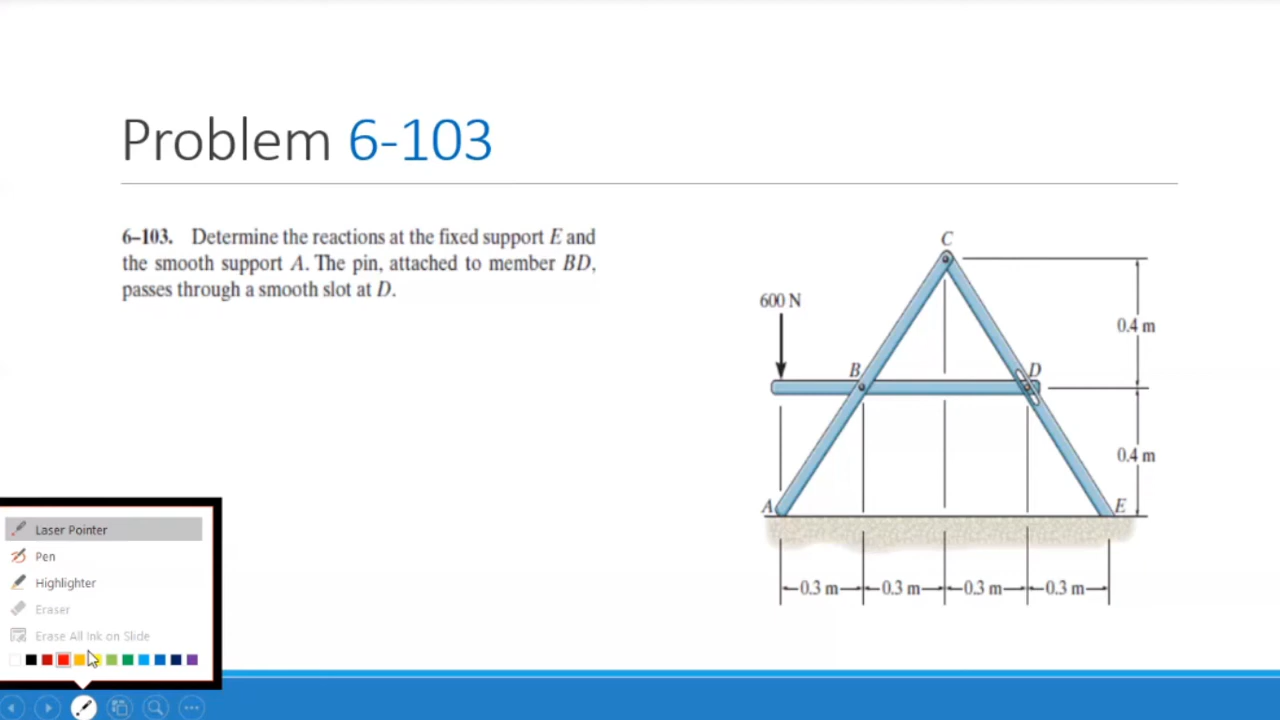 Problem 6-103
6–103. Determine the reactions at the fixed support E and
the smooth support A. The pin, attached to member BD,
passes through a smooth slot at D.
C
600 N
0.4 m
B
D
0.4 m
A
E
0.3 m
0.3 m
0.3 m
0.3 m
Laser Pointer
Pen
Highlighter
Eraser
Erase All Ink on Slide